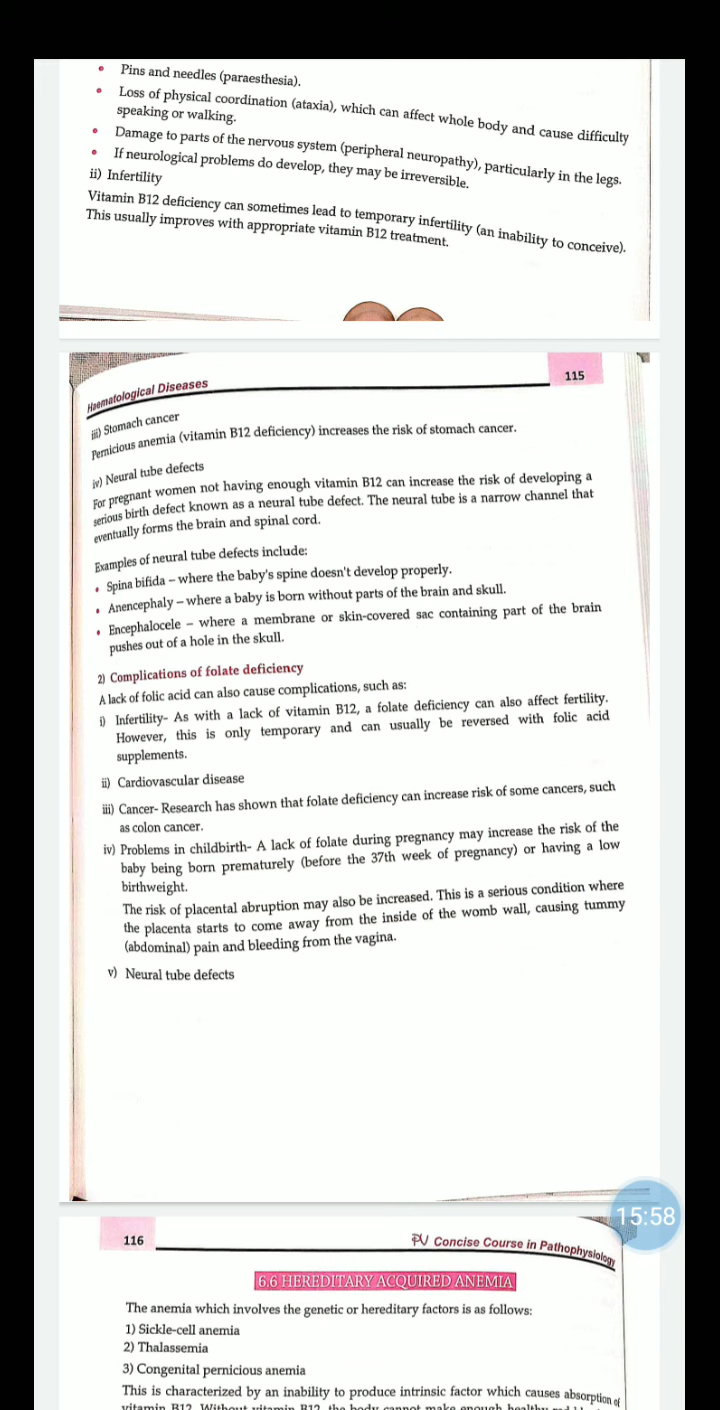 • Pins and needles (paraesthesia).
• Loss of physical coordination (ataxia), which can affect whole body and cause difficulty
speaking or walking.
• Damage to parts of the nervous system (peripheral neuropathy), particularly in the legs.
• If neurological problems do develop, they may be irreversible.
ii) Infertility
Vitamin B12 deficiency can sometimes lead to temporary infertility (an inability to conceive).
This usually improves with appropriate vitamin B12 treatment.
Haematological Diseases 115
iii) Stomach cancer
Pernicious anemia (vitamin B12 deficiency) increases the risk of stomach cancer.
iv) Neural tube defects
For pregnant women not having enough vitamin B12 can increase the risk of developing a
serious birth defect known as a neural tube defect. The neural tube is a narrow channel that
eventually forms the brain and spinal cord.
Examples of neural tube defects include:
• Spina bifida – where the baby's spine doesn't develop properly.
• Anencephaly – where a baby is born without parts of the brain and skull.
• Encephalocele – where a membrane or skin-covered sac containing part of the brain
pushes out of a hole in the skull.
2) Complications of folate deficiency
A lack of folic acid can also cause complications, such as:
i) Infertility- As with a lack of vitamin B12, a folate deficiency can also affect fertility.
However, this is only temporary and can usually be reversed with folic acid
supplements.
ii) Cardiovascular disease
iii) Cancer- Research has shown that folate deficiency can increase risk of some cancers, such
as colon cancer.
iv) Problems in childbirth- A lack of folate during pregnancy may increase the risk of the
baby being born prematurely (before the 37th week of pregnancy) or having a low
birthweight.
The risk of placental abruption may also be increased. This is a serious condition where
the placenta starts to come away from the inside of the womb wall, causing tummy
(abdominal) pain and bleeding from the vagina.
v) Neural tube defects
15:58
116 PV Concise Course in Pathophysiology
6.6 HEREDITARY ACQUIRED ANEMIA
The anemia which involves the genetic or hereditary factors is as follows:
1) Sickle-cell anemia
2) Thalassemia
3) Congenital pernicious anemia
This is characterized by an inability to produce intrinsic factor which causes absorption of
vitamin B12. Without vitamin B12, the body cannot make enough healthy red